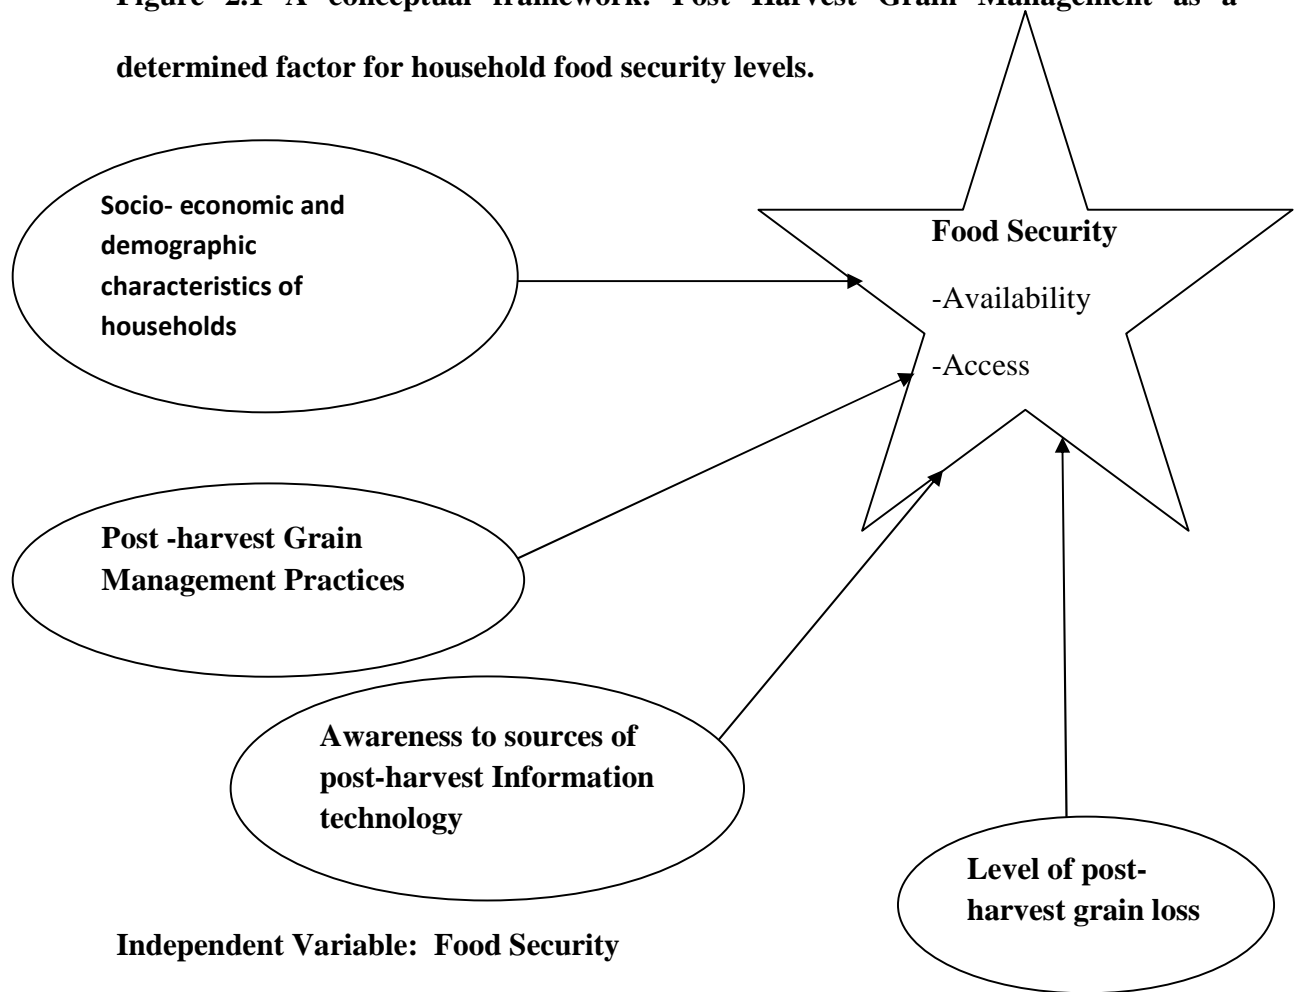 Figure 2.1 A conceptual framework: Post Harvest Grain Management as a
determined factor for household food security levels.
Socio- economic and
demographic
characteristics of
households
Food Security
-Availability
-Access
Post -harvest Grain
Management Practices
Awareness to sources of
post-harvest Information
technology
Level of post-
harvest grain loss
Independent Variable: Food Security